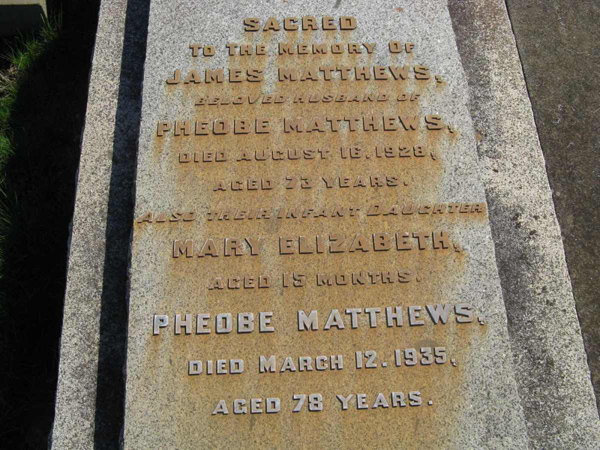 SACRED
TO THE MEMORY OF
JAMES MATTHEWS,
BELOVED HUSBAND OF
PHEOBE MATTHEWS,
DIED AUGUST 16, 1928,
AGED 73 YEARS.
ALSO THEIR INFANT DAUGHTER
MARY ELIZABETH,
AGED 15 MONTHS.
PHEOBE MATTHEWS,
DIED MARCH 12. 1935,
AGED 78 YEARS.